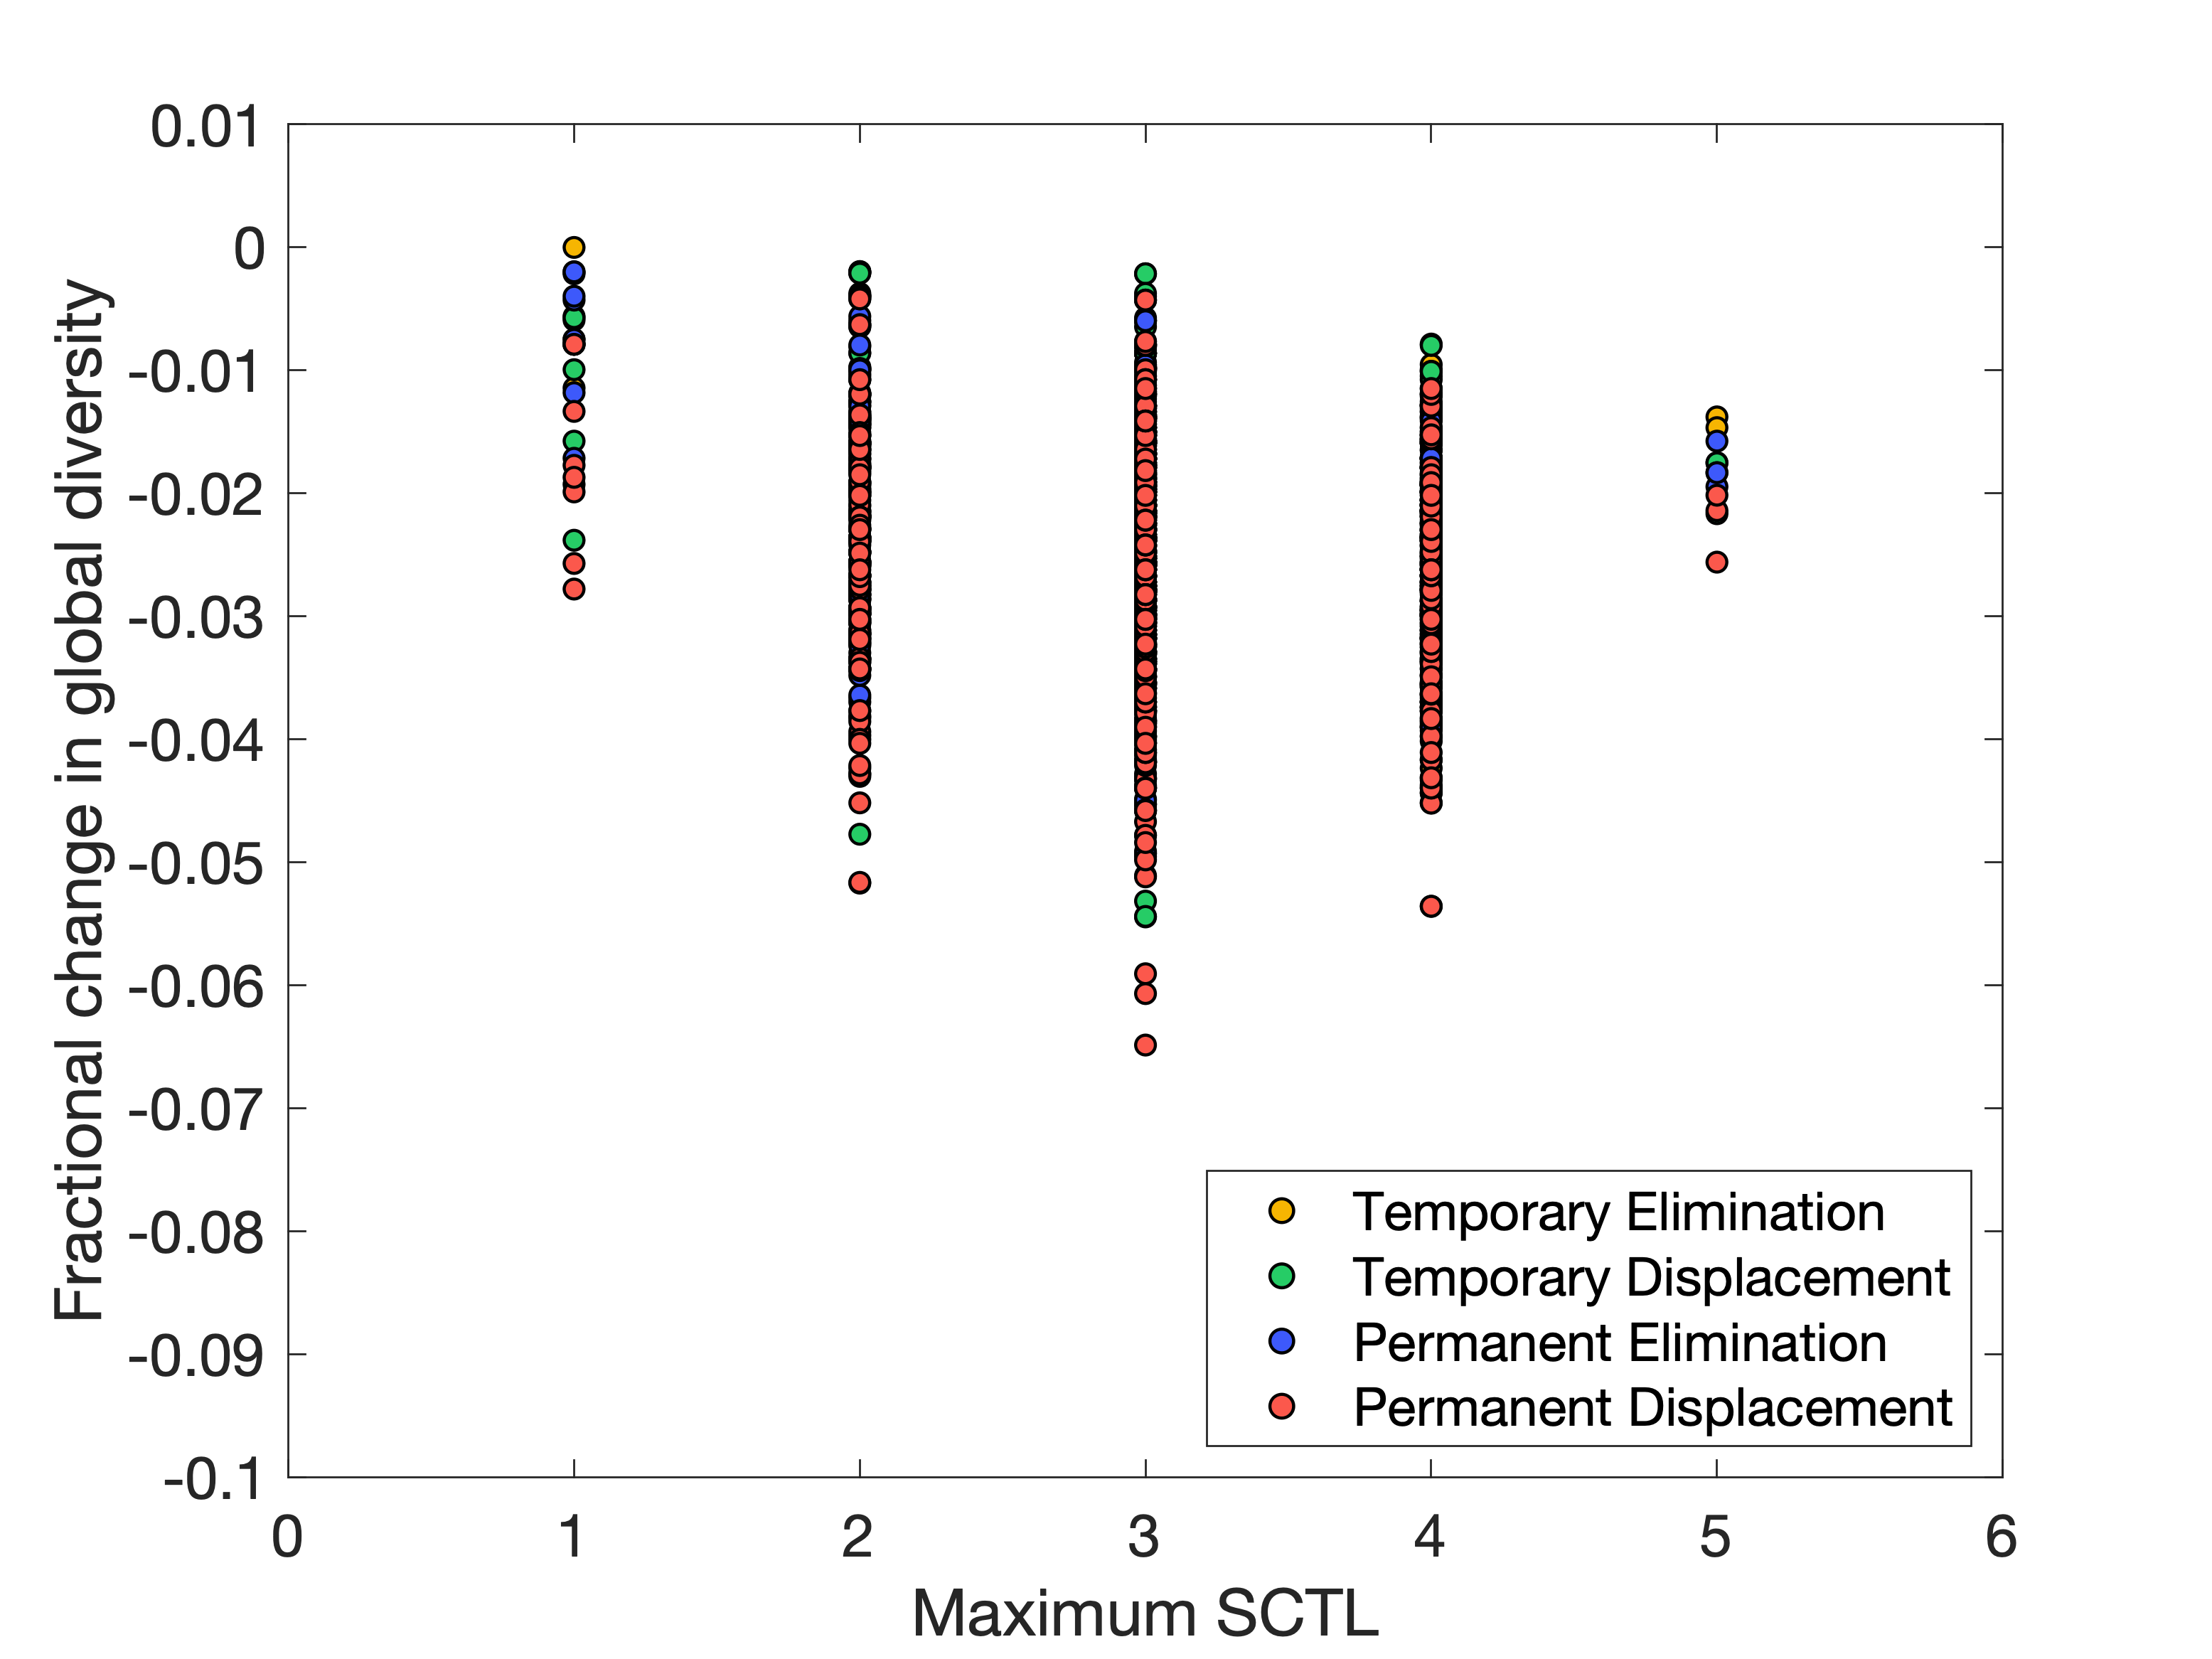 0.01
0
-0.01
-0.02
-0.03
-0.04
-0.05
-0.06
-0.07
-0.08
-0.09
-0.1
Fractional change in global diversity
Temporary Elimination
Temporary Displacement
Permanent Elimination
Permanent Displacement
0 1 2 3 4 5 6
Maximum SCTL